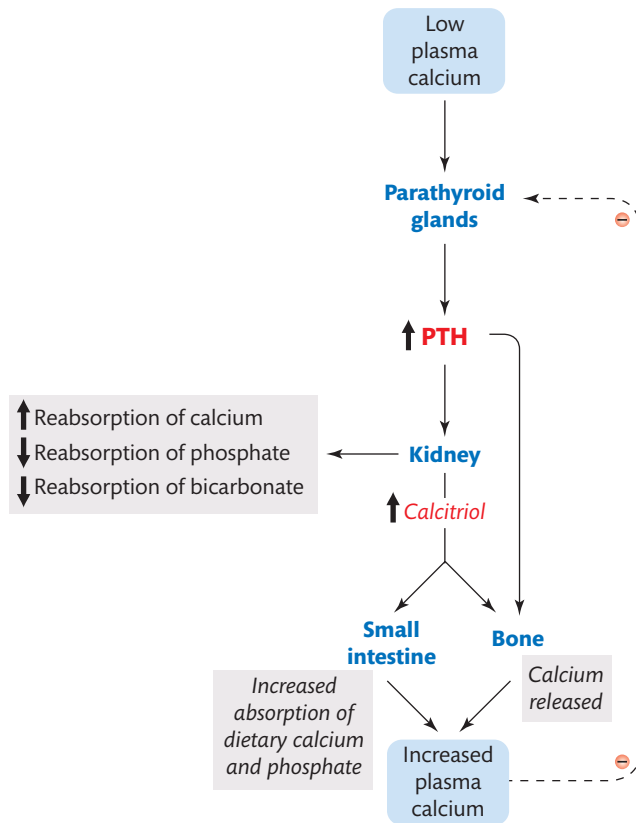 Low
plasma
calcium
Parathyroid
glands
−
PTH
Reabsorption of calcium
Reabsorption of phosphate
Reabsorption of bicarbonate
Kidney
Calcitriol
Small
intestine
Bone
Increased
absorption of
dietary calcium
and phosphate
Calcium
released
Increased
plasma
calcium
−